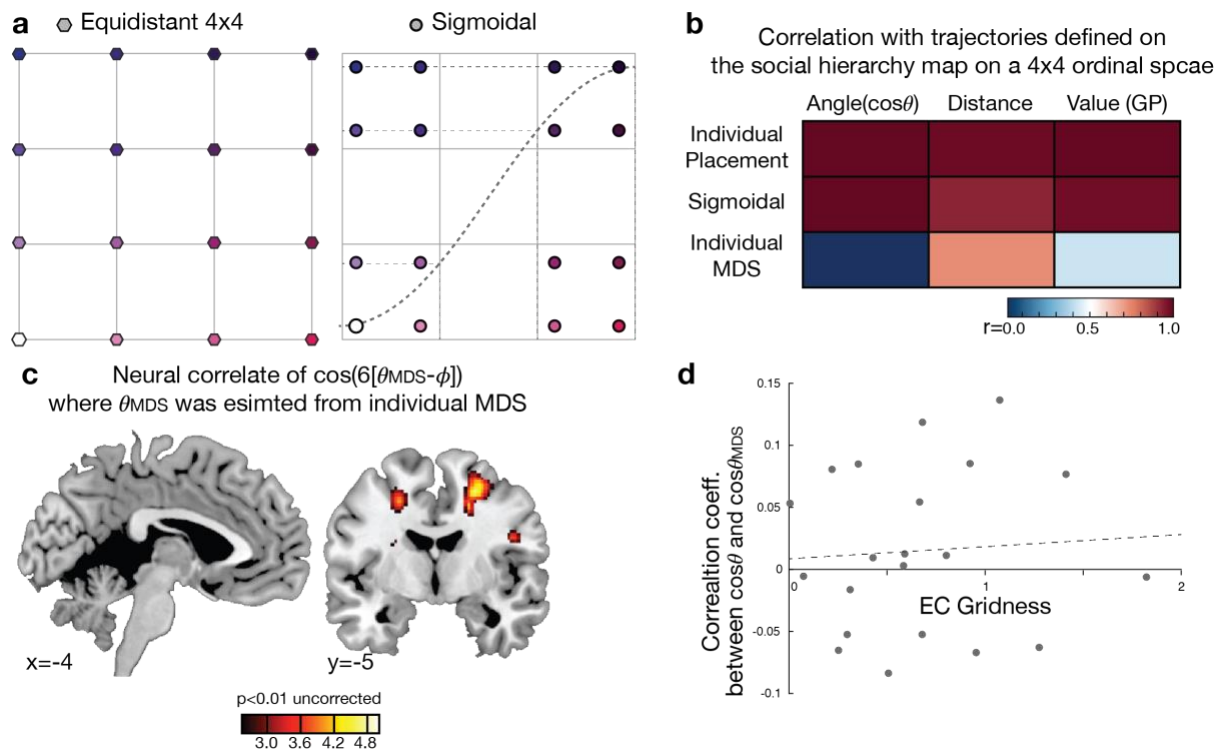 a
Equidistant 4x4
Sigmoidal
b
Correlation with trajectories defined on
the social hierarchy map on a 4x4 ordinal spcae
Angle(cosθ) Distance Value (GP)
Individual
Placement
Sigmoidal
Individual
MDS
r=0.0 0.5 1.0
c
Neural correlate of cos(6[θMDS-ϕ])
where θMDS was esimted from individual MDS
x=-4
y=-5
p<0.01 uncorrected
3.0 3.6 4.2 4.8
d
Correaltion coeff.
between cosθ and cosθMDS
0.15
0.1
0.05
0
-0.05
-0.1
0 1 2
EC Gridness